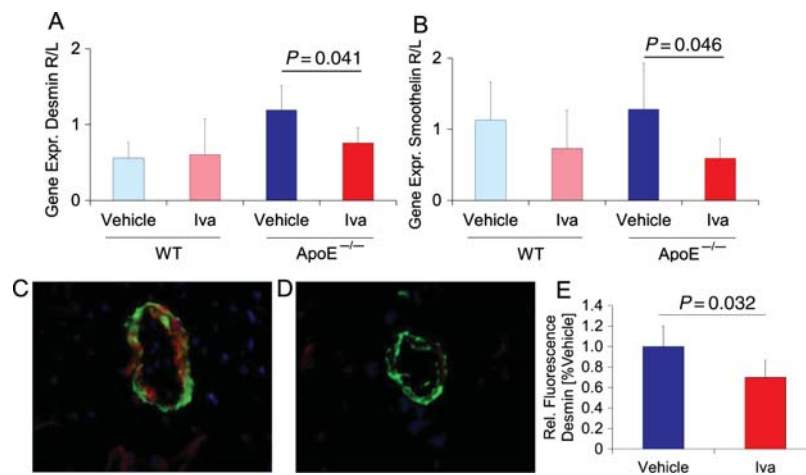 A
Gene Expr. Desmin R/L
2
1
0
P = 0.041
Vehicle Iva Vehicle Iva
WT ApoE –/–
B
Gene Expr. Smoothelin R/L
2
1
0
P = 0.046
Vehicle Iva Vehicle Iva
WT ApoE –/–
C
D
E
Rel. Fluorescence
Desmin [%Vehicle]
1.4
1.2
1.0
0.8
0.6
0.4
0.2
0
P = 0.032
Vehicle Iva